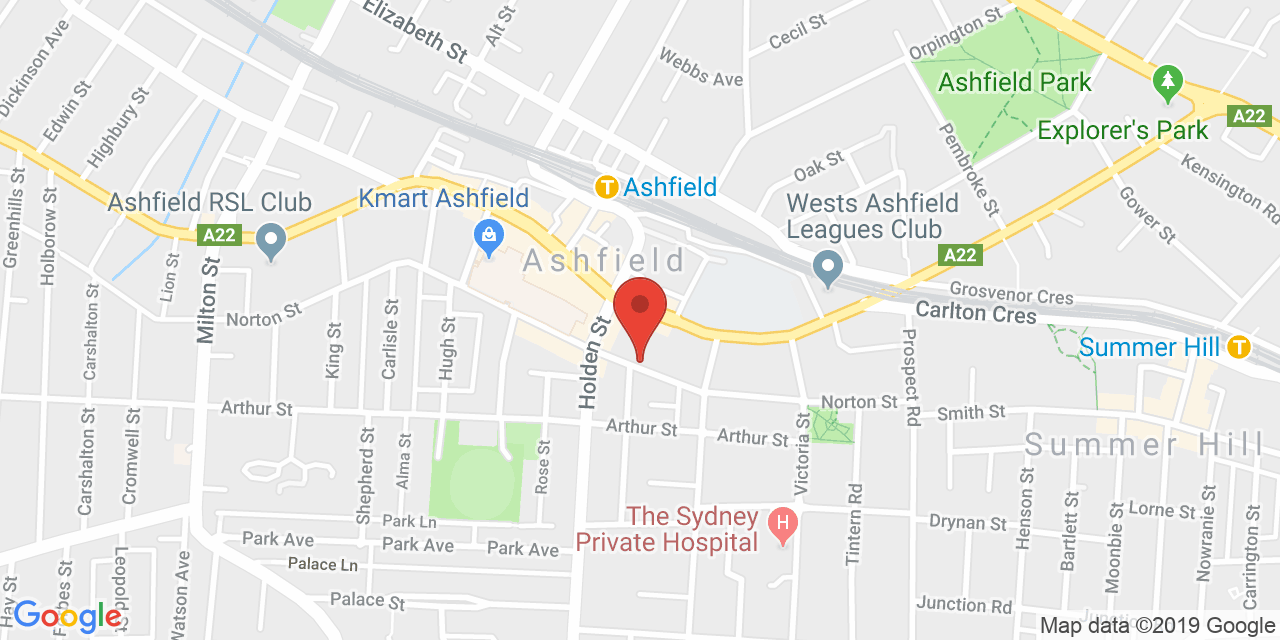 Elizabeth St
Alt St
Cecil St
Orpington St
Webbs Ave
Dickinson Ave
Edwin St
Highbury St
Ashfield Park
Explorer's Park
A22
Pembroke St
Kensington Rd
Gower St
Oak St
Ashfield
Ashfield RSL Club
Kmart Ashfield
Wests Ashfield
Leagues Club
A22
A22
Ashfield
Greenhills St
Holborow St
Lion St
Milton St
Norton St
Grosvenor Cres
Carlton Cres
Summer Hill
Carshalton St
King St
Carlisle St
Hugh St
Holden St
Prospect Rd
Norton St
Smith St
Arthur St
Arthur St
Arthur St
Victoria St
Summer Hill
Carshalton St
Cromwell St
Shepherd St
Alma St
Rose St
The Sydney
Private Hospital
Tintern Rd
Drynan St
Henson St
Bartlett St
Moonbie St
Lorne St
Nowranie St
Carrington St
Park Ln
Park Ave
Park Ave
Park Ave
Palace Ln
Palace St
Hay St
Watson Ave
Junction Rd
Junction
Google
Map data ©2019 Google